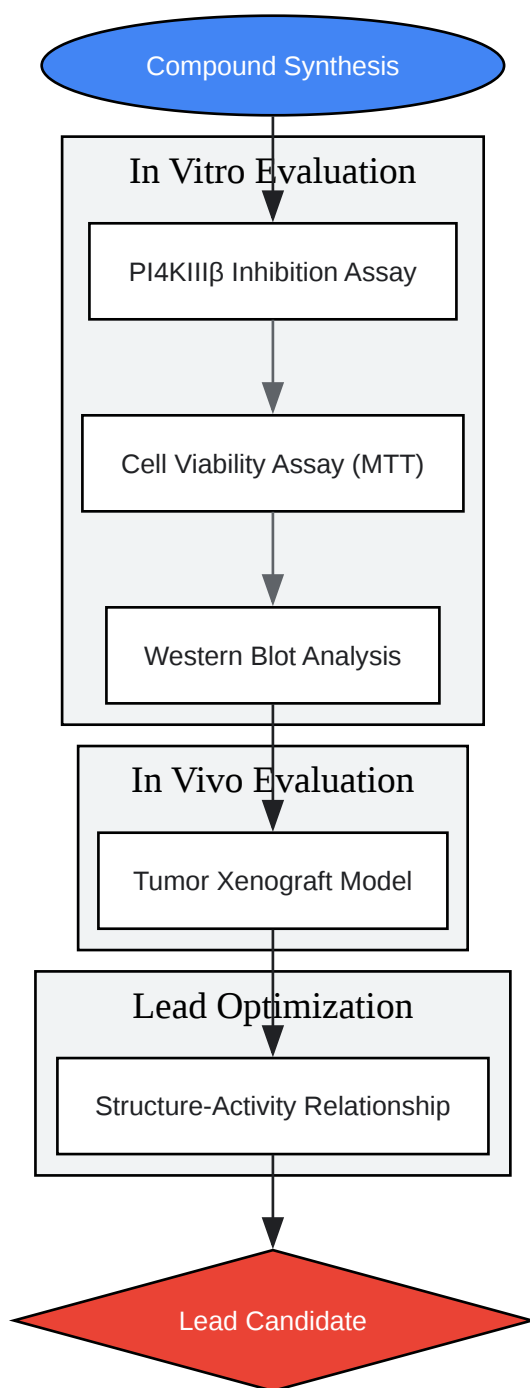 Compound Synthesis
In Vitro Evaluation
PI4KIIIβ Inhibition Assay
Cell Viability Assay (MTT)
Western Blot Analysis
In Vivo Evaluation
Tumor Xenograft Model
Lead Optimization
Structure-Activity Relationship
Lead Candidate